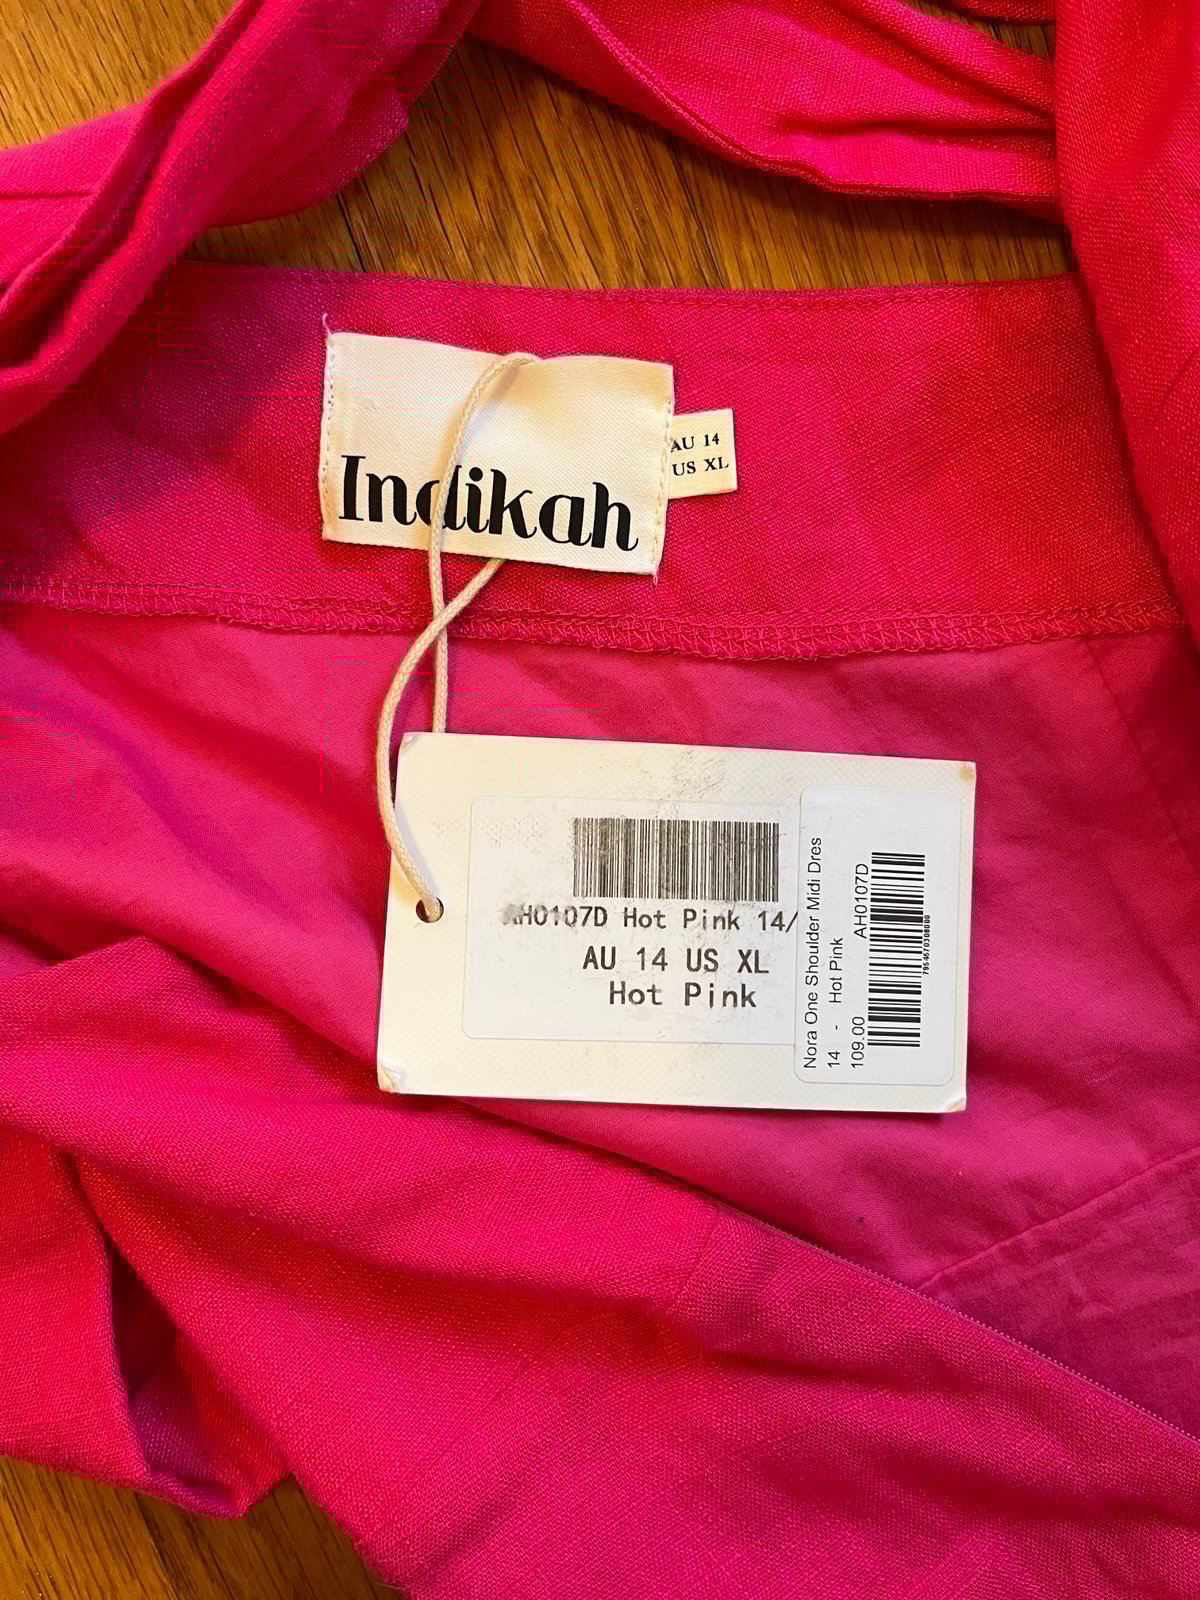 Indikah
AU 14
US XL
AH0107D Hot Pink 14/
AU 14 US XL
Hot Pink
Nora One Shoulder Midi Dres
14 - Hot Pink
109.00 AH0107D